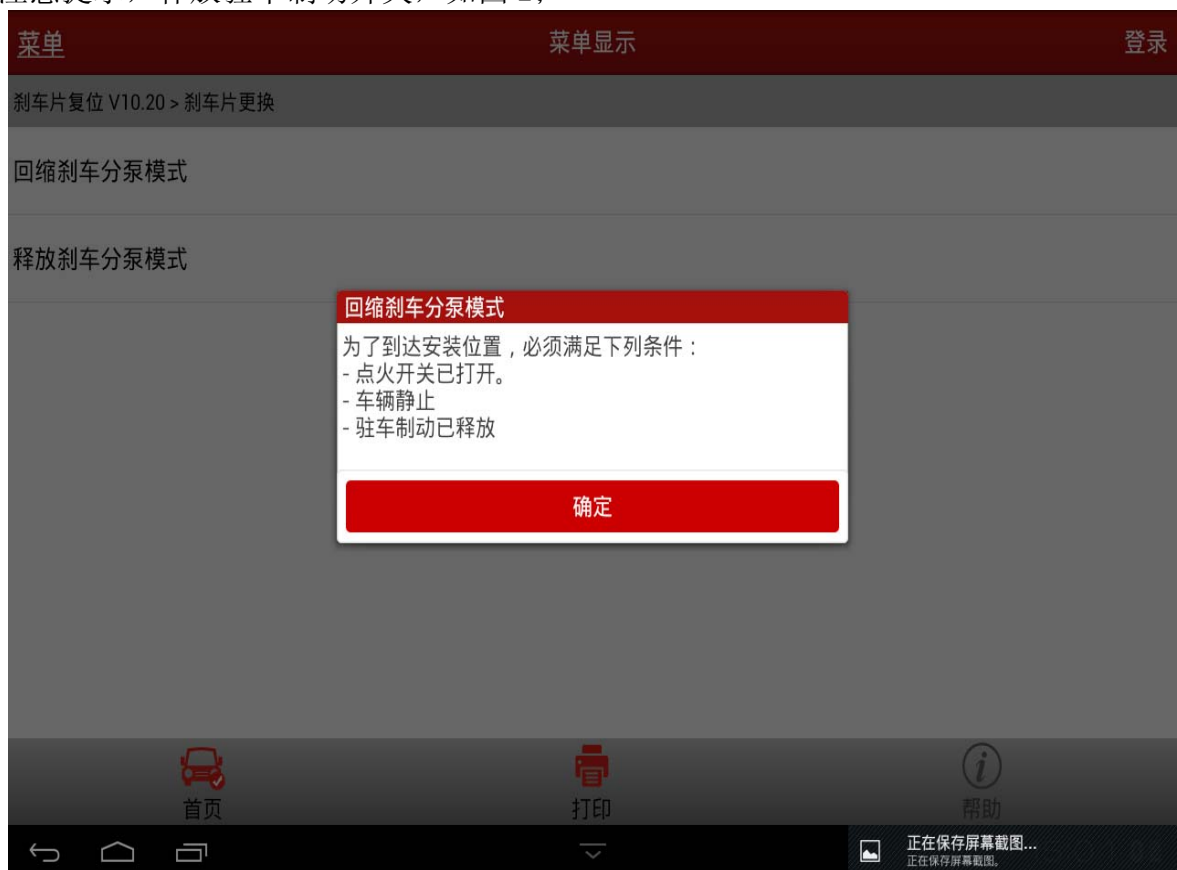 菜单
菜单显示
登录
刹车片复位 V10.20 > 刹车片更换
回缩刹车分泵模式
释放刹车分泵模式
回缩刹车分泵模式
为了到达安装位置，必须满足下列条件：
- 点火开关已打开。
- 车辆静止
- 驻车制动已释放
确定
首页
打印
帮助
正在保存屏幕截图...
正在保存屏幕截图。